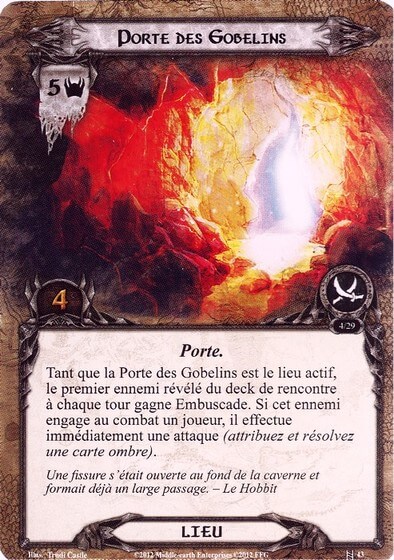 Porte des Gobelins
5
4
4/29
Porte.
Tant que la Porte des Gobelins est le lieu actif,
le premier ennemi révélé du deck de rencontre
à chaque tour gagne Embuscade. Si cet ennemi
engage au combat un joueur, il effectue
immédiatement une attaque (attribuez et résolvez
une carte ombre).
Une fissure s'était ouverte au fond de la caverne et
formait déjà un large passage. – Le Hobbit
LIEU
Illus. Trudi Castle
©2012 Middle-earth Enterprises ©2012 FFG
43